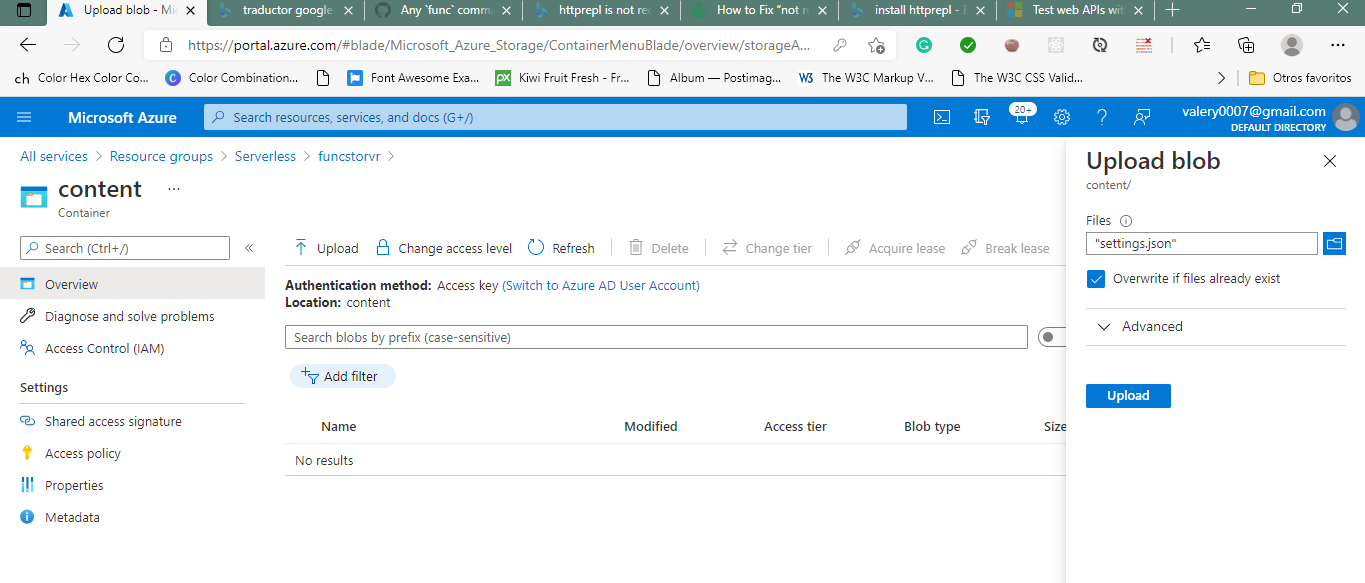 Upload blob - Mi
traductor google
Any `func` comma
httprepl is not re
How to Fix "not r
install httprepl -
Test web APIs wit
https://portal.azure.com/#blade/Microsoft_Azure_Storage/ContainerMenuBlade/overview/storageA...
ch Color Hex Color Co...
C Color Combination...
Font Awesome Exa...
px Kiwi Fruit Fresh - Fr...
Album — Postimag...
W3 The W3C Markup V...
The W3C CSS Valid...
Otros favoritos
Microsoft Azure
Search resources, services, and docs (G+/)
20+
valery0007@gmail.com
DEFAULT DIRECTORY
All services > Resource groups > Serverless > funcstorvr >
content ...
Container
Search (Ctrl+/)
«
Overview
Diagnose and solve problems
Access Control (IAM)
Settings
Shared access signature
Access policy
Properties
Metadata
Upload
Change access level
Refresh
Delete
Change tier
Acquire lease
Break lease
Authentication method: Access key (Switch to Azure AD User Account)
Location: content
Search blobs by prefix (case-sensitive)
Add filter
Name Modified Access tier Blob type Size
No results
Upload blob
content/
Files
"settings.json"
Overwrite if files already exist
Advanced
Upload